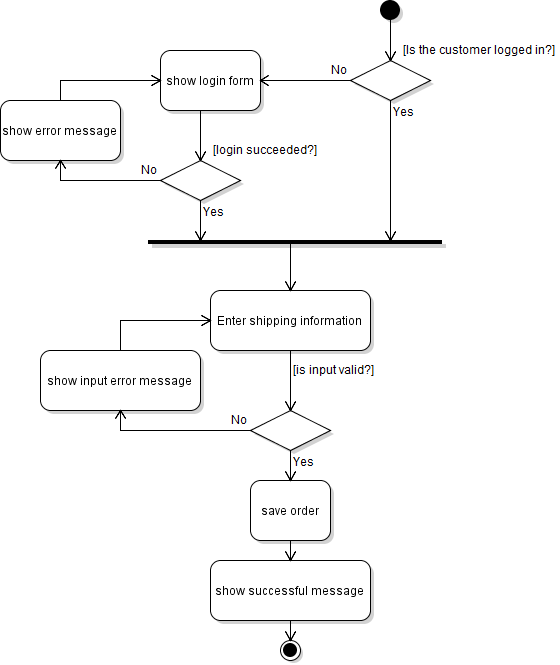 [Is the customer logged in?]
No
show login form
Yes
show error message
[login succeeded?]
No
Yes
Enter shipping information
[is input valid?]
show input error message
No
Yes
save order
show successful message